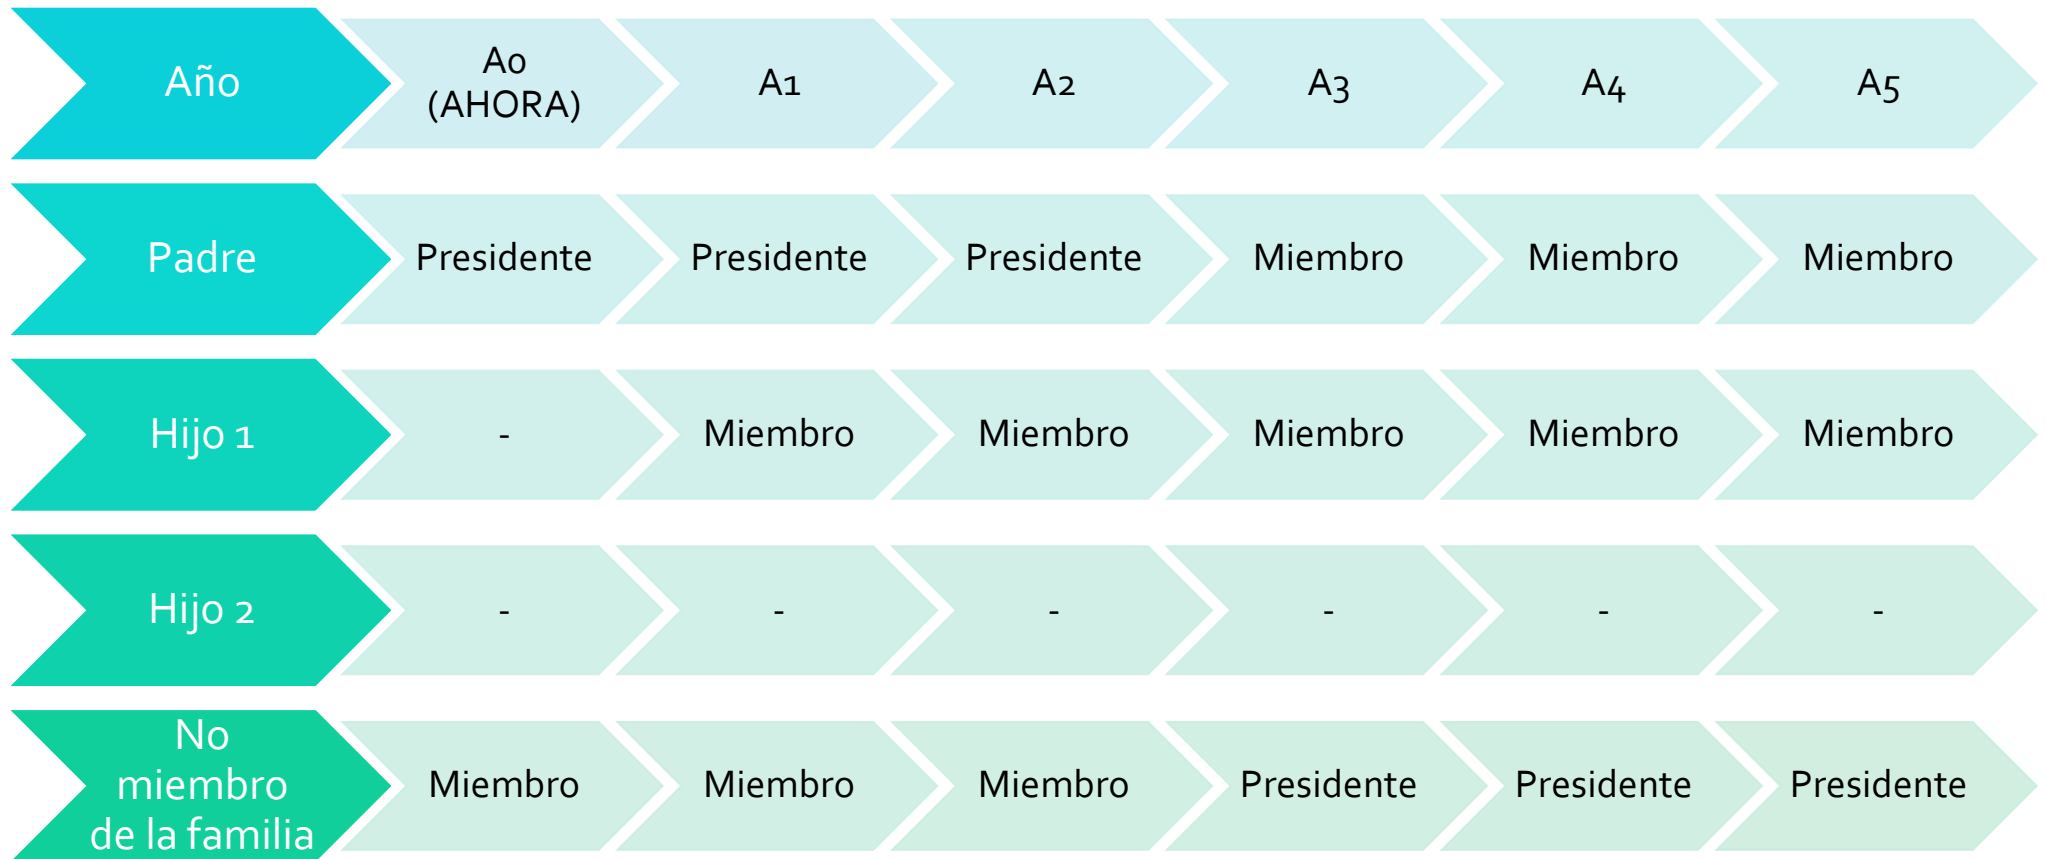 Año
A0
(AHORA)
A1
A2
A3
A4
A5
Padre
Presidente
Presidente
Presidente
Miembro
Miembro
Miembro
Hijo 1
-
Miembro
Miembro
Miembro
Miembro
Miembro
Hijo 2
-
-
-
-
-
-
No
miembro
de la familia
Miembro
Miembro
Miembro
Presidente
Presidente
Presidente